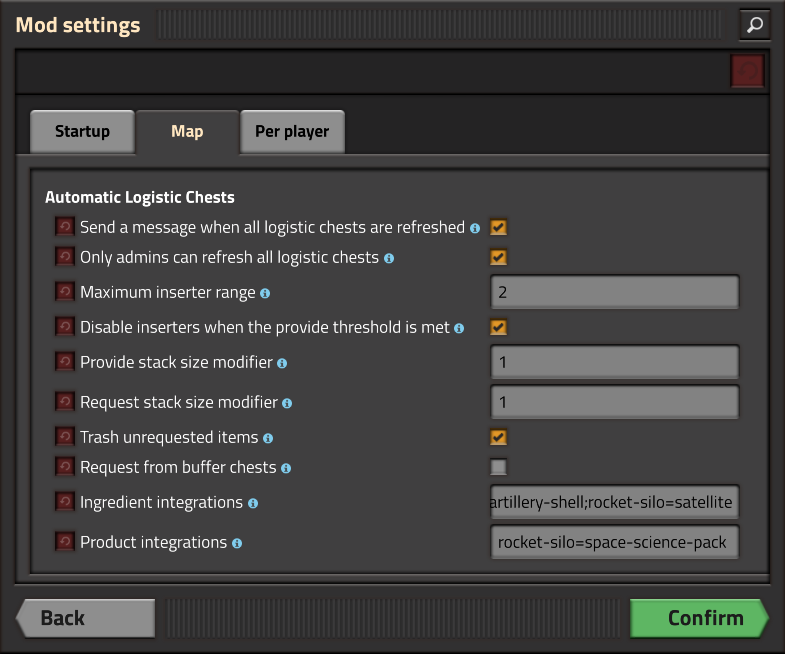 Mod settings
Startup
Map
Per player
Automatic Logistic Chests
Send a message when all logistic chests are refreshed
Only admins can refresh all logistic chests
Maximum inserter range
2
Disable inserters when the provide threshold is met
Provide stack size modifier
1
Request stack size modifier
1
Trash unrequested items
Request from buffer chests
Ingredient integrations
artillery-shell;rocket-silo=satellite
Product integrations
rocket-silo=space-science-pack
Back
Confirm